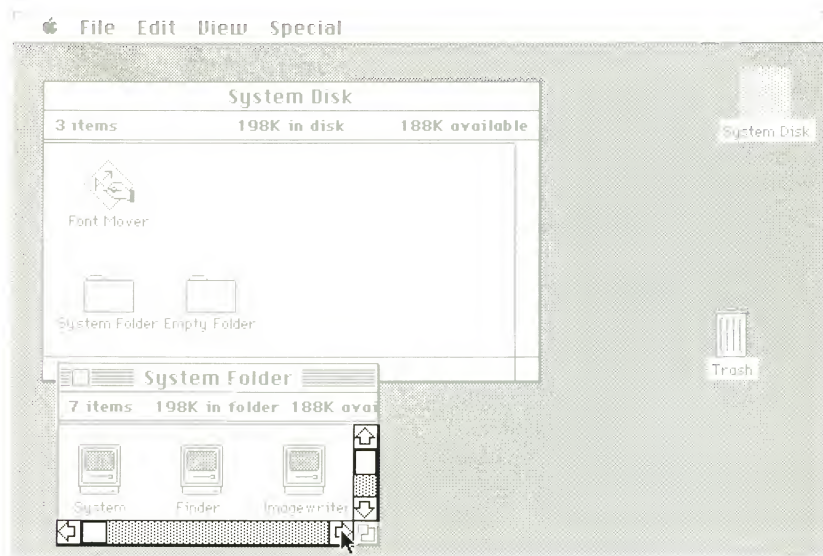 File Edit View Special
System Disk
3 items 198K in disk 188K available
System Disk
Font Mover
System Folder Empty Folder
Trash
System Folder
7 items 198K in folder 188K avai
System Finder Imagewriter